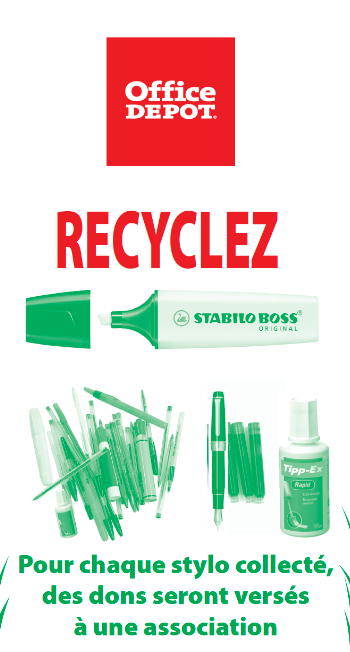 Office
DEPOT.
RECYCLEZ
STABILO BOSS®
ORIGINAL
Tipp-Ex
Rapid
Pour chaque stylo collecté,
des dons seront versés
à une association